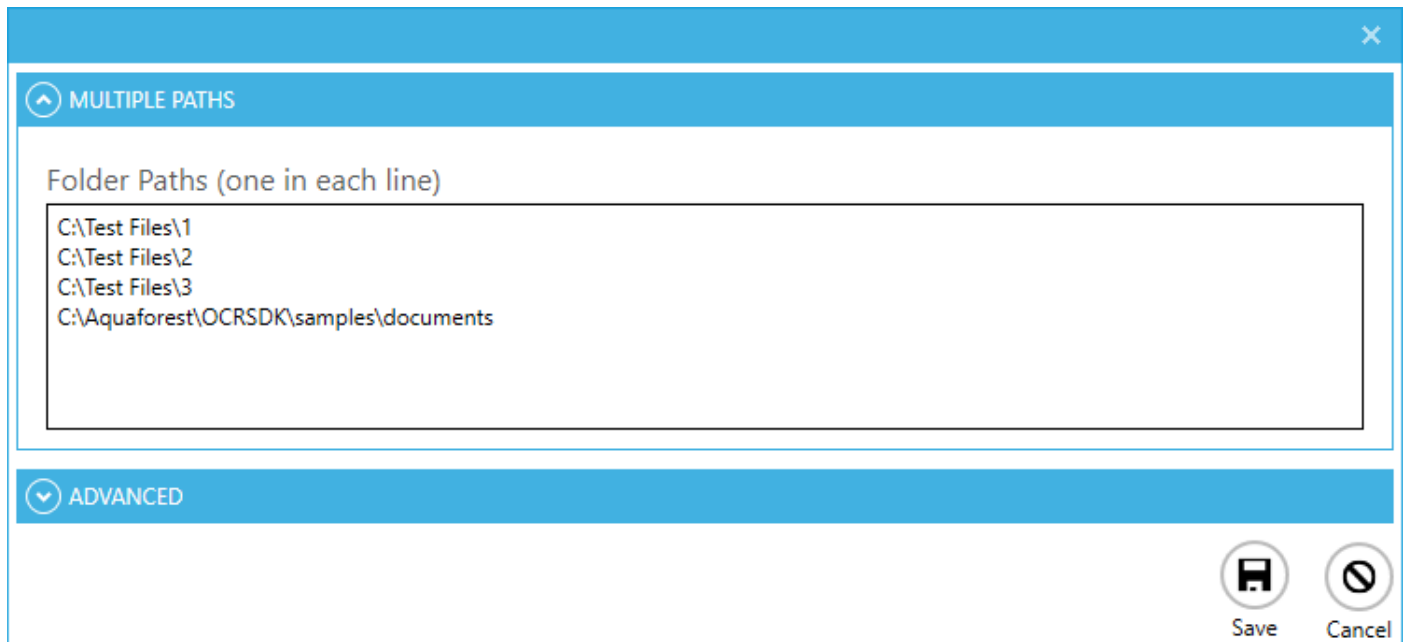 MULTIPLE PATHS
Folder Paths (one in each line)
C:\Test Files\1
C:\Test Files\2
C:\Test Files\3
C:\Aquaforest\OCRSDK\samples\documents
ADVANCED
Save Cancel